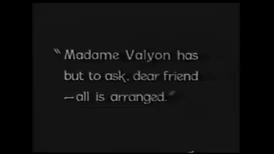 "Madame Valyon has
but to ask, dear friend
—all is arranged."